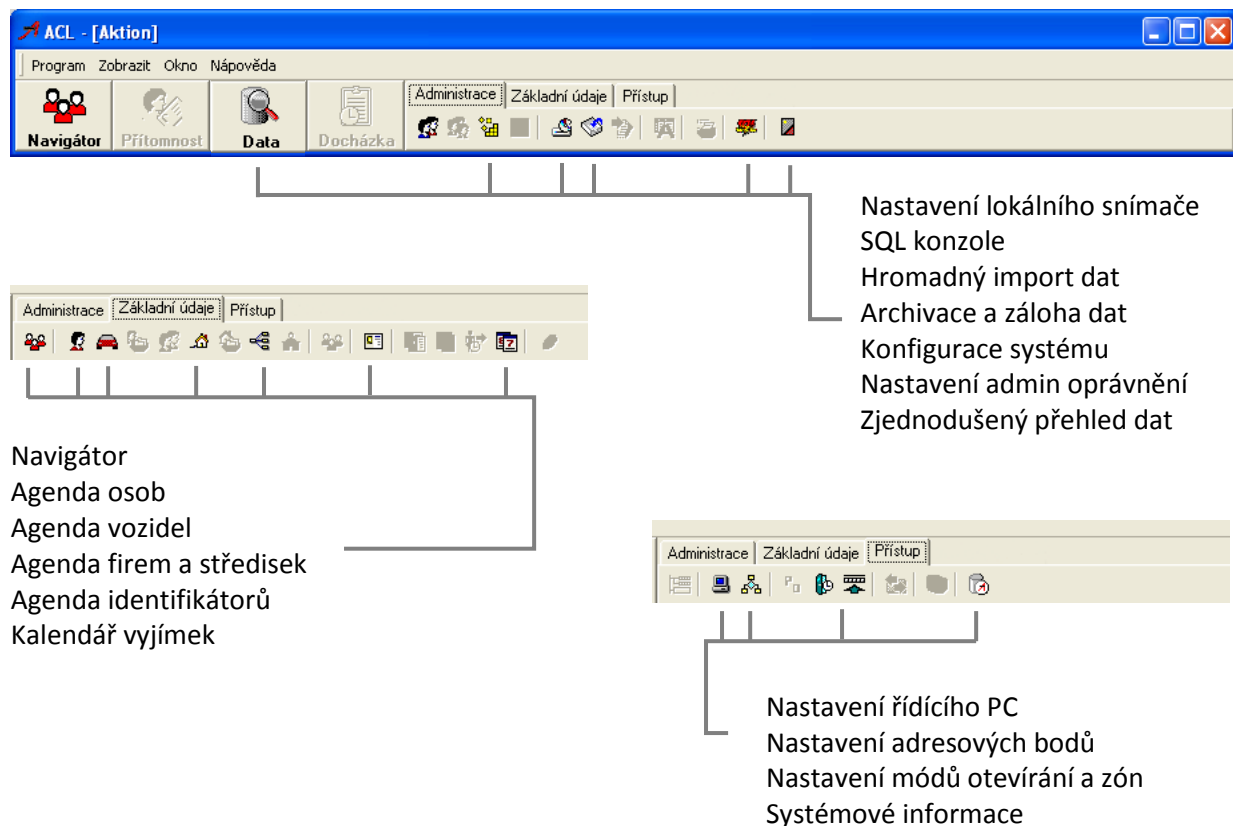 ACL - [Aktion]
Program Zobrazit Okno Nápověda
Navigátor Přítomnost Data Docházka
Administrace Základní údaje Přístup
Nastavení lokálního snímače
SQL konzole
Hromadný import dat
Archivace a záloha dat
Konfigurace systému
Nastavení admin oprávnění
Zjednodušený přehled dat
Administrace Základní údaje Přístup
Navigátor
Agenda osob
Agenda vozidel
Agenda firem a středisek
Agenda identifikátorů
Kalendář vyjímek
Administrace Základní údaje Přístup
Nastavení řídícího PC
Nastavení adresových bodů
Nastavení módů otevírání a zón
Systémové informace